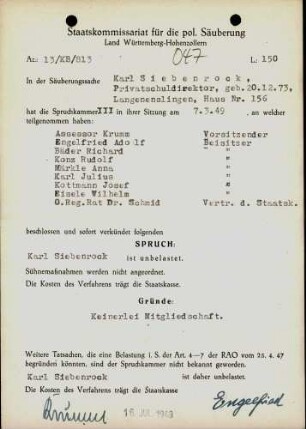 Staatskommissariat für die pol. Säuberung
Land Württemberg-Hohenzollern
Az: 13/KB/813 047 L: 150
In der Säuberungssache Karl Siebenrock,
Privatschuldirektor, geb.20.12.73,
Langenenslingen, Haus Nr. 156
hat die Spruchkammer III in ihrer Sitzung am 7.3.49, an welcher
teilgenommen haben:
Assessor Krumm Vorsitzender
Engelfried Adolf Beisitzer
Bäder Richard "
Kons Rudolf "
Märkle Anna "
Karl Julius "
Kottmann Josef "
Eisele Wilhelm "
O.Reg.Rat Dr. Schmid Vertr. d. Staatsk.
beschlossen und sofort verkündet folgenden
SPRUCH:
Karl Siebenrock ist unbelastet.
Sühnemaßnahmen werden nicht angeordnet.
Die Kosten des Verfahrens trägt die Staatskasse.
Gründe:
Keinerlei Mitgliedschaft.
Weitere Tatsachen, die eine Belastung i. S. der Art. 4—7 der RAO vom 25. 4. 47
begründen könnten, sind der Spruchkammer nicht bekannt geworden.
Karl Siebenrock ist daher unbelastet.
Die Kosten des Verfahrens trägt die Staatskasse
Krumm 18 JUL 1949 Engelfried